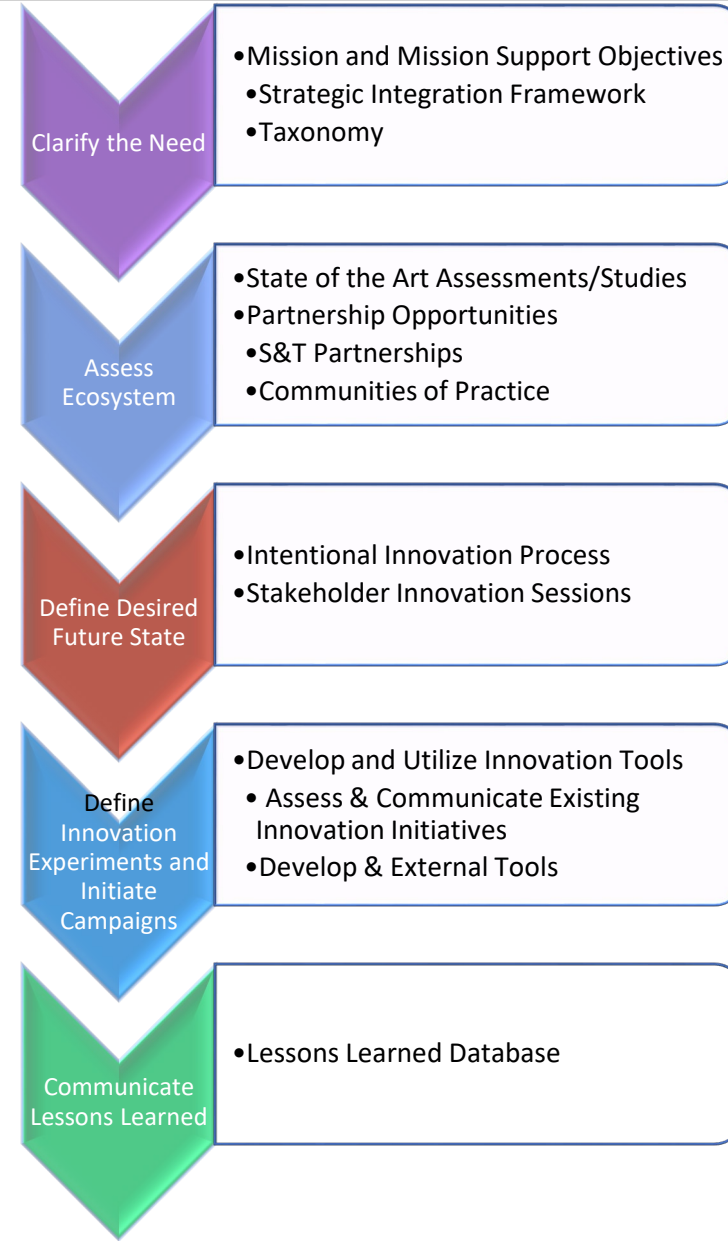 Clarify the Need
•Mission and Mission Support Objectives
•Strategic Integration Framework
•Taxonomy
Assess
Ecosystem
•State of the Art Assessments/Studies
•Partnership Opportunities
•S&T Partnerships
•Communities of Practice
Define Desired
Future State
•Intentional Innovation Process
•Stakeholder Innovation Sessions
Define
Innovation
Experiments and
Initiate
Campaigns
•Develop and Utilize Innovation Tools
• Assess & Communicate Existing
Innovation Initiatives
•Develop & External Tools
Communicate
Lessons Learned
•Lessons Learned Database